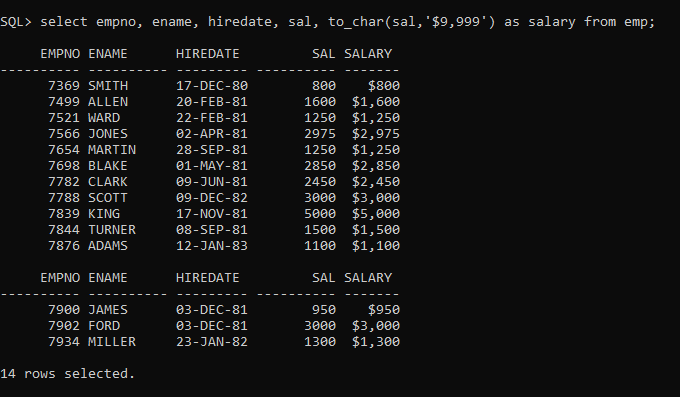 SQL> select empno, ename, hiredate, sal, to_char(sal,'$9,999') as salary from emp;
     EMPNO ENAME      HIREDATE         SAL SALARY
---------- ---------- --------- ---------- -------
      7369 SMITH      17-DEC-80        800    $800
      7499 ALLEN      20-FEB-81       1600  $1,600
      7521 WARD       22-FEB-81       1250  $1,250
      7566 JONES      02-APR-81       2975  $2,975
      7654 MARTIN     28-SEP-81       1250  $1,250
      7698 BLAKE      01-MAY-81       2850  $2,850
      7782 CLARK      09-JUN-81       2450  $2,450
      7788 SCOTT      09-DEC-82       3000  $3,000
      7839 KING       17-NOV-81       5000  $5,000
      7844 TURNER     08-SEP-81       1500  $1,500
      7876 ADAMS      12-JAN-83       1100  $1,100
     EMPNO ENAME      HIREDATE         SAL SALARY
---------- ---------- --------- ---------- -------
      7900 JAMES      03-DEC-81        950    $950
      7902 FORD       03-DEC-81       3000  $3,000
      7934 MILLER     23-JAN-82       1300  $1,300
14 rows selected.